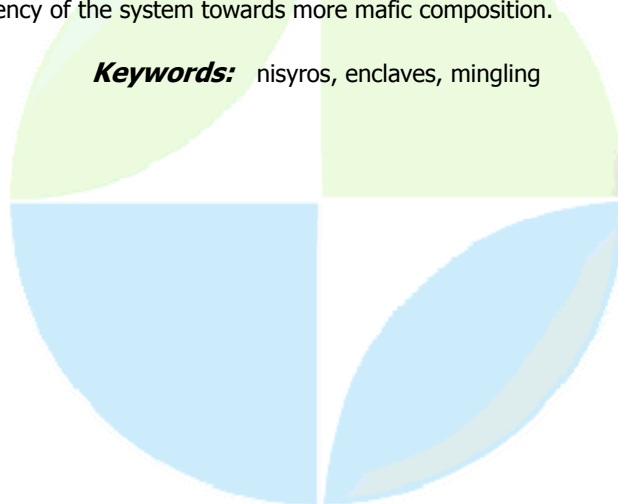 ency of the system towards more mafic composition.
Keywords: nisyros, enclaves, mingling